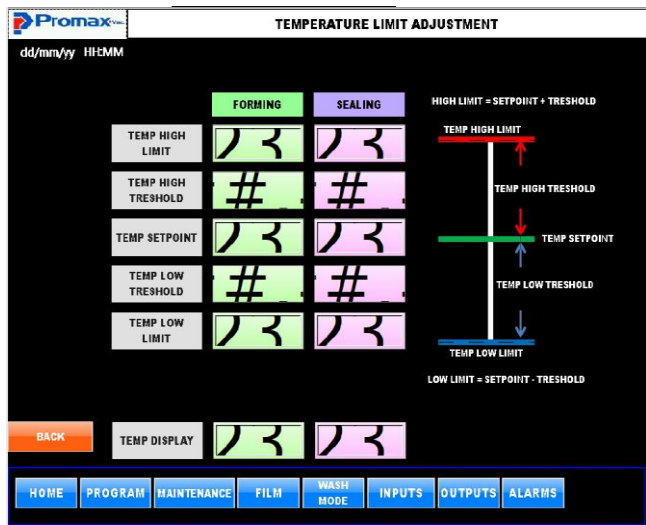 Promax
TEMPERATURE LIMIT ADJUSTMENT
dd/mm/yy HH:MM
FORMING SEALING
HIGH LIMIT = SETPOINT + TRESHOLD
TEMP HIGH LIMIT
TEMP HIGH
LIMIT
TEMP HIGH
TRESHOLD
# #
TEMP HIGH TRESHOLD
TEMP SETPOINT
TEMP SETPOINT
TEMP LOW
TRESHOLD
# #
TEMP LOW TRESHOLD
TEMP LOW
LIMIT
TEMP LOW LIMIT
LOW LIMIT = SETPOINT - TRESHOLD
BACK
TEMP DISPLAY
HOME PROGRAM MAINTENANCE FILM WASH MODE INPUTS OUTPUTS ALARMS